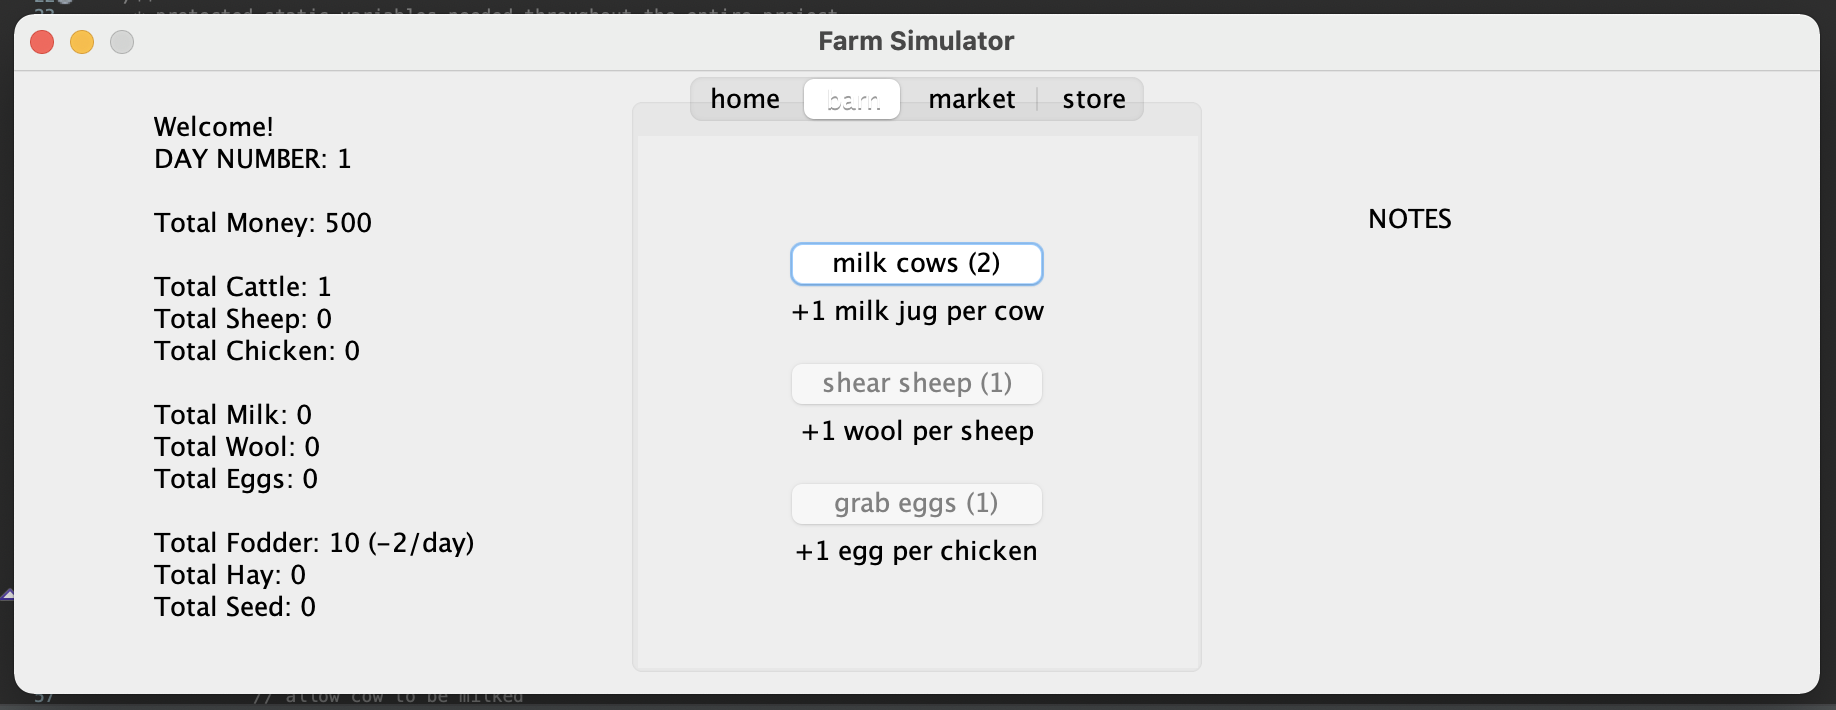 Farm Simulator
home barn market store
Welcome!
DAY NUMBER: 1
Total Money: 500
Total Cattle: 1
Total Sheep: 0
Total Chicken: 0
Total Milk: 0
Total Wool: 0
Total Eggs: 0
Total Fodder: 10 (-2/day)
Total Hay: 0
Total Seed: 0
milk cows (2)
+1 milk jug per cow
shear sheep (1)
+1 wool per sheep
grab eggs (1)
+1 egg per chicken
NOTES
// allow cow to be milked